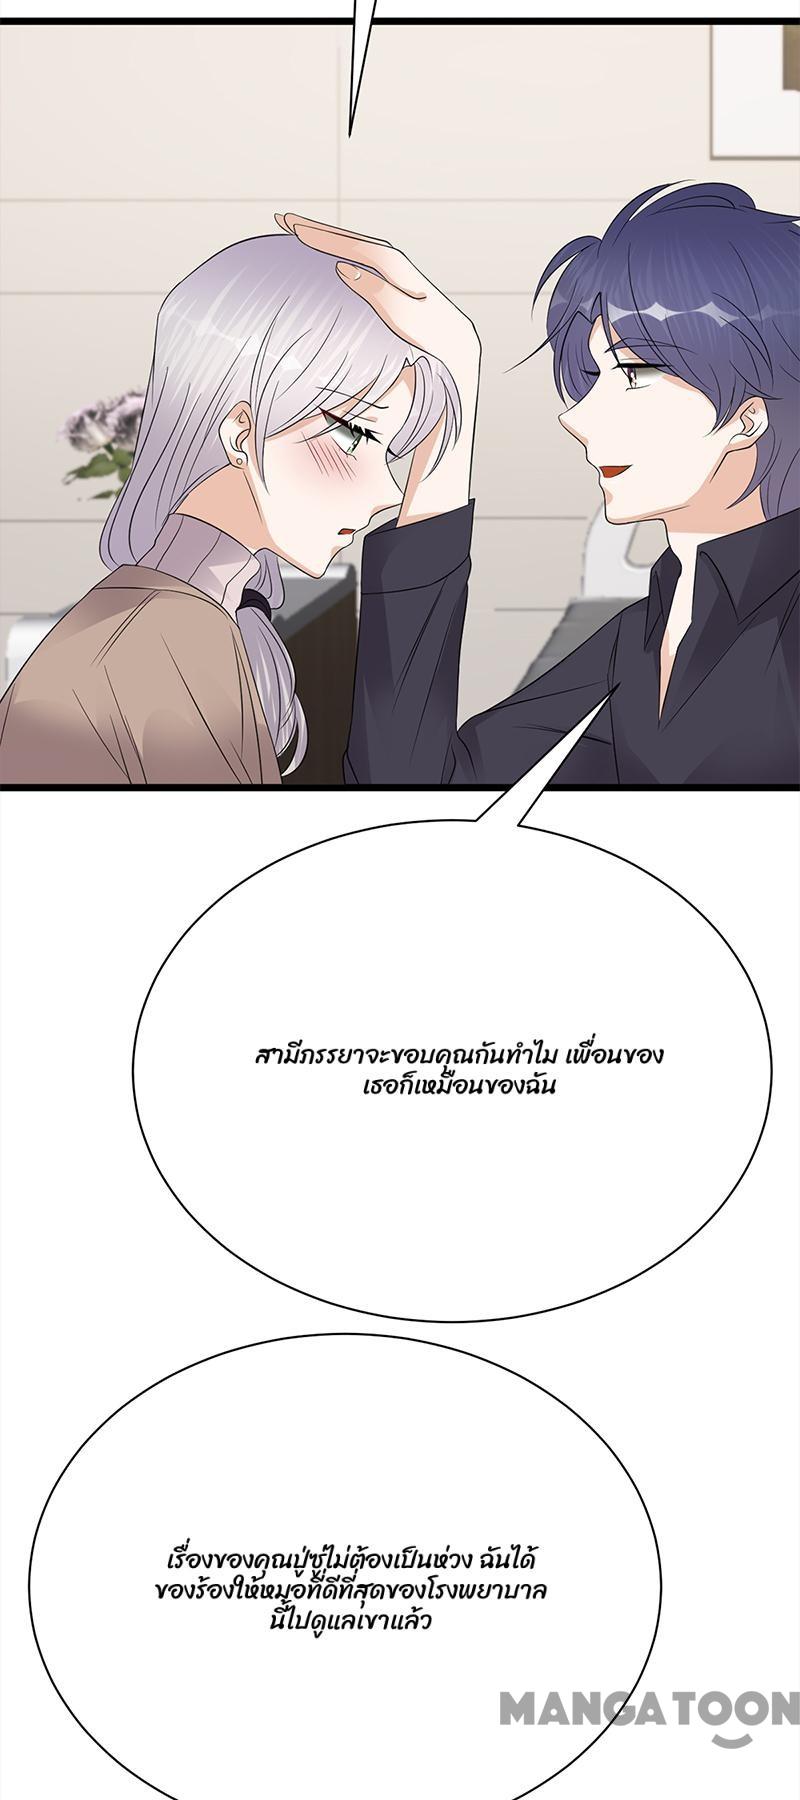 สามีภรรยาจะขอบคุณกันทำไม เพื่อนของ
เธอก็เหมือนของฉัน
เรื่องของคุณปู่ซูไม่ต้องเป็นห่วง ฉันได้
ของร้องให้หมอที่ดีที่สุดของโรงพยาบาล
นี้ไปดูแลเขาแล้ว
MANGATOON